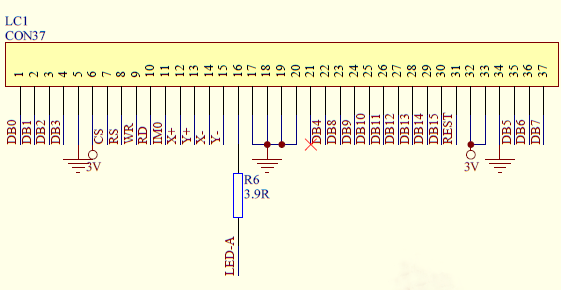 LC1
CON37
1 2 3 4 5 6 7 8 9 10 11 12 13 14 15 16 17 18 19 20 21 22 23 24 25 26 27 28 29 30 31 32 33 34 35 36 37
DB0 DB1 DB2 DB3 CS RS WR RD IM0 X+ Y+ X- Y- DB4 DB8 DB9 DB10 DB11 DB12 DB13 DB14 DB15 REST DB5 DB6 DB7
3V 3V
R6
3.9R
LED-A